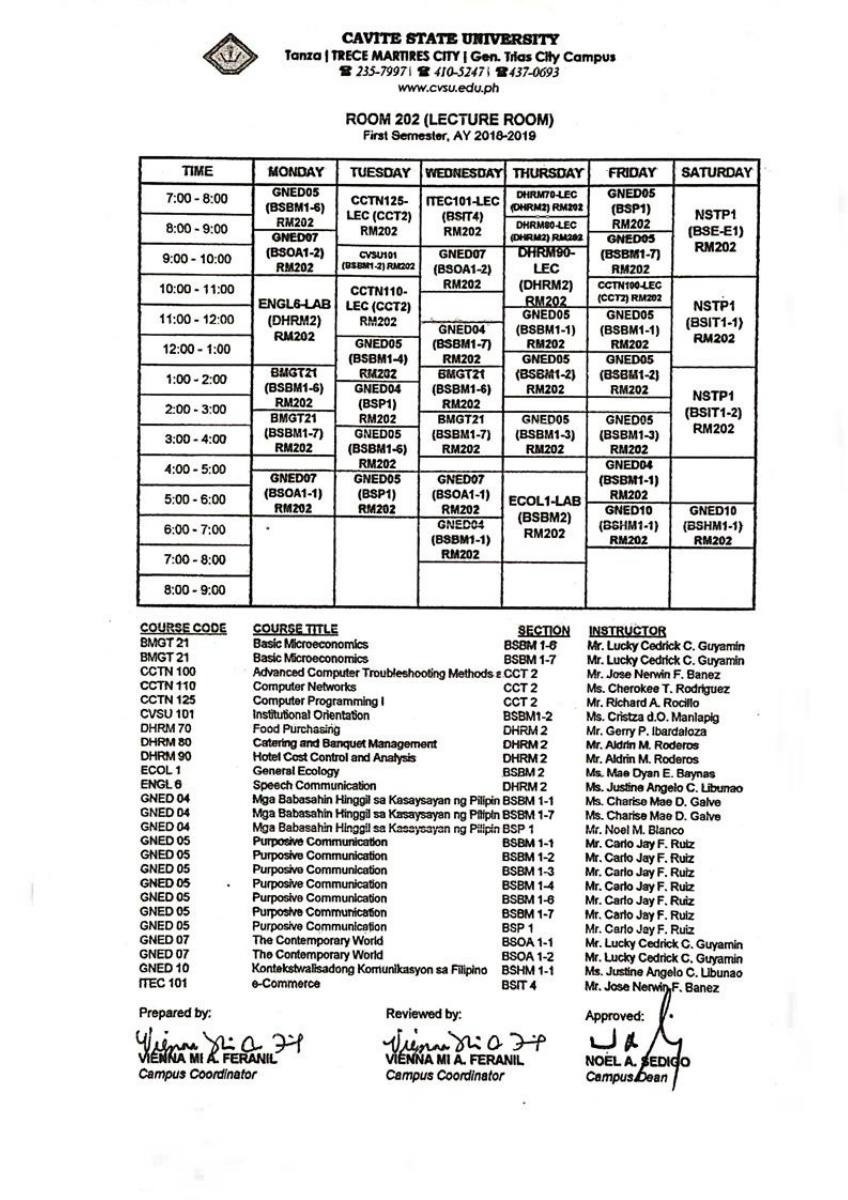 CAVITE STATE UNIVERSITY
Tanza | TRECE MARTIRES CITY | Gen. Trias City Campus
☎ 235-7997| ☎ 410-5247| ☎437-0693
www.cvsu.edu.ph
ROOM 202 (LECTURE ROOM)
First Semester, AY 2018-2019
TIME MONDAY TUESDAY WEDNESDAY THURSDAY FRIDAY SATURDAY
7:00 - 8:00
8:00 - 9:00
9:00 - 10:00
10:00 - 11:00
11:00 - 12:00
12:00 - 1:00
1:00 - 2:00
2:00 - 3:00
3:00 - 4:00
4:00 - 5:00
5:00 - 6:00
6:00 - 7:00
7:00 - 8:00
8:00 - 9:00
GNED05
(BSBM1-6)
RM202
GNED07
(BSOA1-2)
RM202
ENGL6-LAB
(DHRM2)
RM202
BMGT21
(BSBM1-6)
RM202
BMGT21
(BSBM1-7)
RM202
GNED07
(BSOA1-1)
RM202
CCTN125-
LEC (CCT2)
RM202
CVSU101
(BSBM1-2) RM202
CCTN110-
LEC (CCT2)
RM202
GNED05
(BSBM1-4)
RM202
GNED04
(BSP1)
RM202
GNED05
(BSBM1-6)
RM202
GNED05
(BSP1)
RM202
ITEC101-LEC
(BSIT4)
RM202
GNED07
(BSOA1-2)
RM202
GNED04
(BSBM1-7)
RM202
BMGT21
(BSBM1-6)
RM202
BMGT21
(BSBM1-7)
RM202
GNED07
(BSOA1-1)
RM202
GNED04
(BSBM1-1)
RM202
DHRM70-LEC
(DHRM2) RM202
DHRM80-LEC
(DHRM2) RM202
DHRM90-
LEC
(DHRM2)
RM202
GNED05
(BSBM1-1)
RM202
GNED05
(BSBM1-2)
RM202
GNED05
(BSBM1-3)
RM202
ECOL1-LAB
(BSBM2)
RM202
GNED05
(BSP1)
RM202
GNED05
(BSBM1-7)
RM202
CCTN100-LEC
(CCT2) RM202
GNED05
(BSBM1-1)
RM202
GNED05
(BSBM1-2)
RM202
GNED05
(BSBM1-3)
RM202
GNED04
(BSBM1-1)
RM202
GNED10
(BSHM1-1)
RM202
NSTP1
(BSE-E1)
RM202
NSTP1
(BSIT1-1)
RM202
NSTP1
(BSIT1-2)
RM202
GNED10
(BSHM1-1)
RM202
COURSE CODE COURSE TITLE SECTION INSTRUCTOR
BMGT 21 Basic Microeconomics BSBM 1-6 Mr. Lucky Cedrick C. Guyamin
BMGT 21 Basic Microeconomics BSBM 1-7 Mr. Lucky Cedrick C. Guyamin
CCTN 100 Advanced Computer Troubleshooting Methods a CCT 2 Mr. Jose Nerwin F. Banez
CCTN 110 Computer Networks CCT 2 Ms. Cherokee T. Rodriguez
CCTN 125 Computer Programming I CCT 2 Mr. Richard A. Rocillo
CVSU 101 Institutional Orientation BSBM1-2 Ms. Cristza d.O. Manlapig
DHRM 70 Food Purchasing DHRM 2 Mr. Gerry P. Ibardaloza
DHRM 80 Catering and Banquet Management DHRM 2 Mr. Aldrin M. Roderos
DHRM 90 Hotel Cost Control and Analysis DHRM 2 Mr. Aldrin M. Roderos
ECOL 1 General Ecology BSBM 2 Ms. Mae Dyan E. Baynas
ENGL 6 Speech Communication DHRM 2 Ms. Justine Angelo C. Libunao
GNED 04 Mga Babasahin Hinggil sa Kasaysayan ng Pilipin BSBM 1-1 Ms. Charise Mae D. Galve
GNED 04 Mga Babasahin Hinggil sa Kasaysayan ng Pilipin BSBM 1-7 Ms. Charise Mae D. Galve
GNED 04 Mga Babasahin Hinggil sa Kasaysayan ng Pilipin BSP 1 Mr. Noel M. Blanco
GNED 05 Purposive Communication BSBM 1-1 Mr. Carlo Jay F. Ruiz
GNED 05 Purposive Communication BSBM 1-2 Mr. Carlo Jay F. Ruiz
GNED 05 Purposive Communication BSBM 1-3 Mr. Carlo Jay F. Ruiz
GNED 05 Purposive Communication BSBM 1-4 Mr. Carlo Jay F. Ruiz
GNED 05 Purposive Communication BSBM 1-6 Mr. Carlo Jay F. Ruiz
GNED 05 Purposive Communication BSBM 1-7 Mr. Carlo Jay F. Ruiz
GNED 05 Purposive Communication BSP 1 Mr. Carlo Jay F. Ruiz
GNED 07 The Contemporary World BSOA 1-1 Mr. Lucky Cedrick C. Guyamin
GNED 07 The Contemporary World BSOA 1-2 Mr. Lucky Cedrick C. Guyamin
GNED 10 Kontekstwalisadong Komunikasyon sa Filipino BSHM 1-1 Ms. Justine Angelo C. Libunao
ITEC 101 e-Commerce BSIT 4 Mr. Jose Nerwin F. Banez
Prepared by: Reviewed by: Approved:
VIENNA MI A. FERANIL VIENNA MI A. FERANIL NOEL A. SEDIGO
Campus Coordinator Campus Coordinator Campus Dean